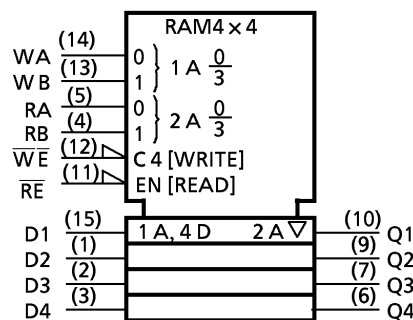 RAM4×4
WA (14) 0 } 1A 0/3
WB (13) 1
RA (5) 0 } 2A 0/3
RB (4) 1
W̅E̅ (12) C4 [WRITE]
R̅E̅ (11) EN [READ]
D1 (15) 1A, 4D 2A ▽ (10) Q1
D2 (1) (9) Q2
D3 (2) (7) Q3
D4 (3) (6) Q4